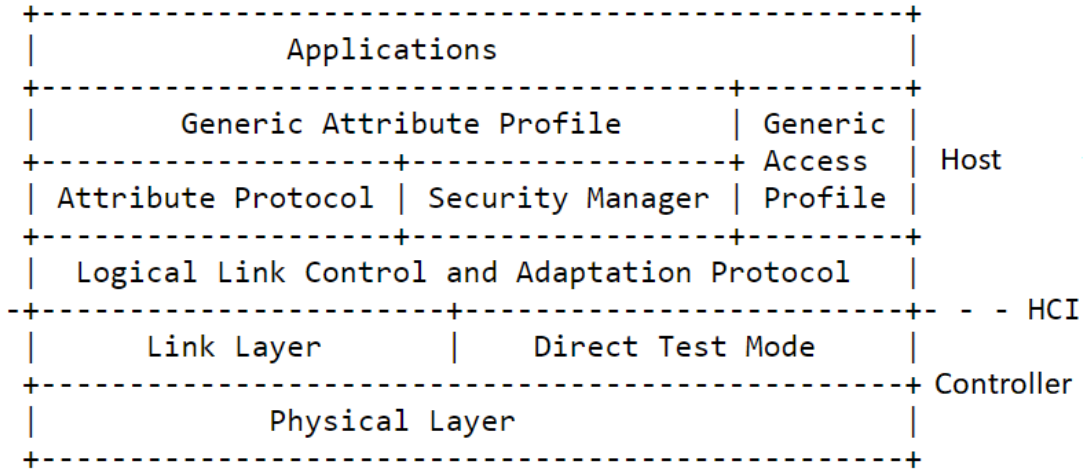 +-------------------------------------------------+
|              Applications                       |
+---------------------------------------+---------+
|        Generic Attribute Profile      | Generic |
+--------------------+------------------+ Access  | Host
| Attribute Protocol | Security Manager | Profile |
+--------------------+------------------+---------+
|  Logical Link Control and Adaptation Protocol   |
-+-----------------------+-------------------------+- - - HCI
|      Link Layer       |    Direct Test Mode     |
+-------------------------------------------------+ Controller
|             Physical Layer                      |
+-------------------------------------------------+